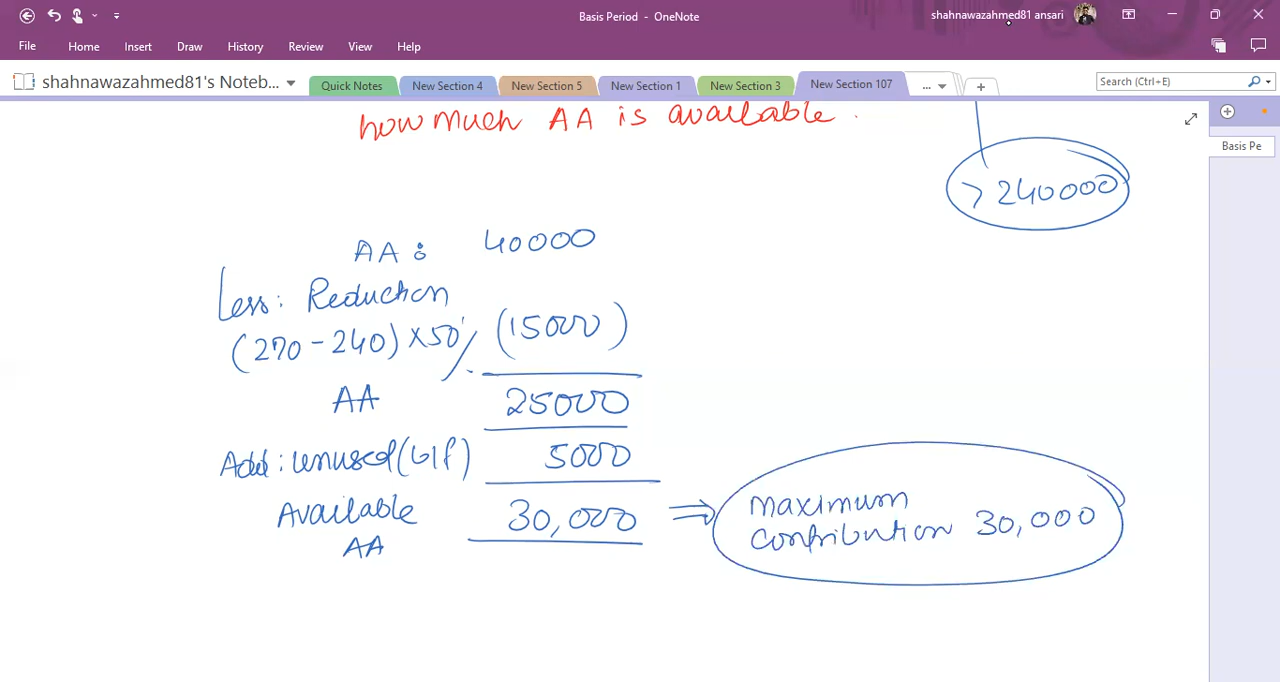 Basis Period - OneNote
shahnawazahmed81 ansari
File Home Insert Draw History Review View Help
shahnawazahmed81's Noteb...
Quick Notes New Section 4 New Section 5 New Section 1 New Section 3 New Section 107 ...
Search (Ctrl+E)
Basis Pe
how much AA is available.
> 240000
AA : 40000
Less: Reduction
(270 - 240) x 50% (15000)
AA 25000
Add: Unused (b/f) 5000
Available 30,000
AA
maximum
contribution 30,000